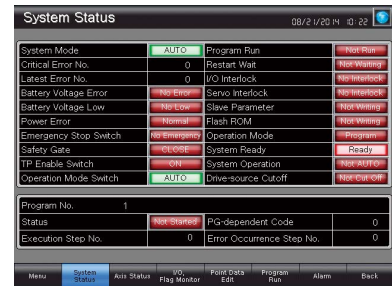 System Status 08/21/2014 10:22
System Mode AUTO Program Run Not Run
Critical Error No. 0 Restart Wait Not Waiting
Latest Error No. 0 I/O Interlock No Interlock
Battery Voltage Error No Error Servo Interlock No Interlock
Battery Voltage Low No Low Slave Parameter Not Writing
Power Error Normal Flash ROM Not Writing
Emergency Stop Switch No Emergency Operation Mode Program
Safety Gate CLOSE System Ready Ready
TP Enable Switch ON System Operation Not AUTO
Operation Mode Switch AUTO Drive-source Cutoff Not Cut Off
Program No. 1
Status Not Started PG-dependent Code 0
Execution Step No. 0 Error Occurrence Step No. 0
Menu System Status Axis Status I/O, Flag Monitor Point Data Edit Program Run Alarm Back